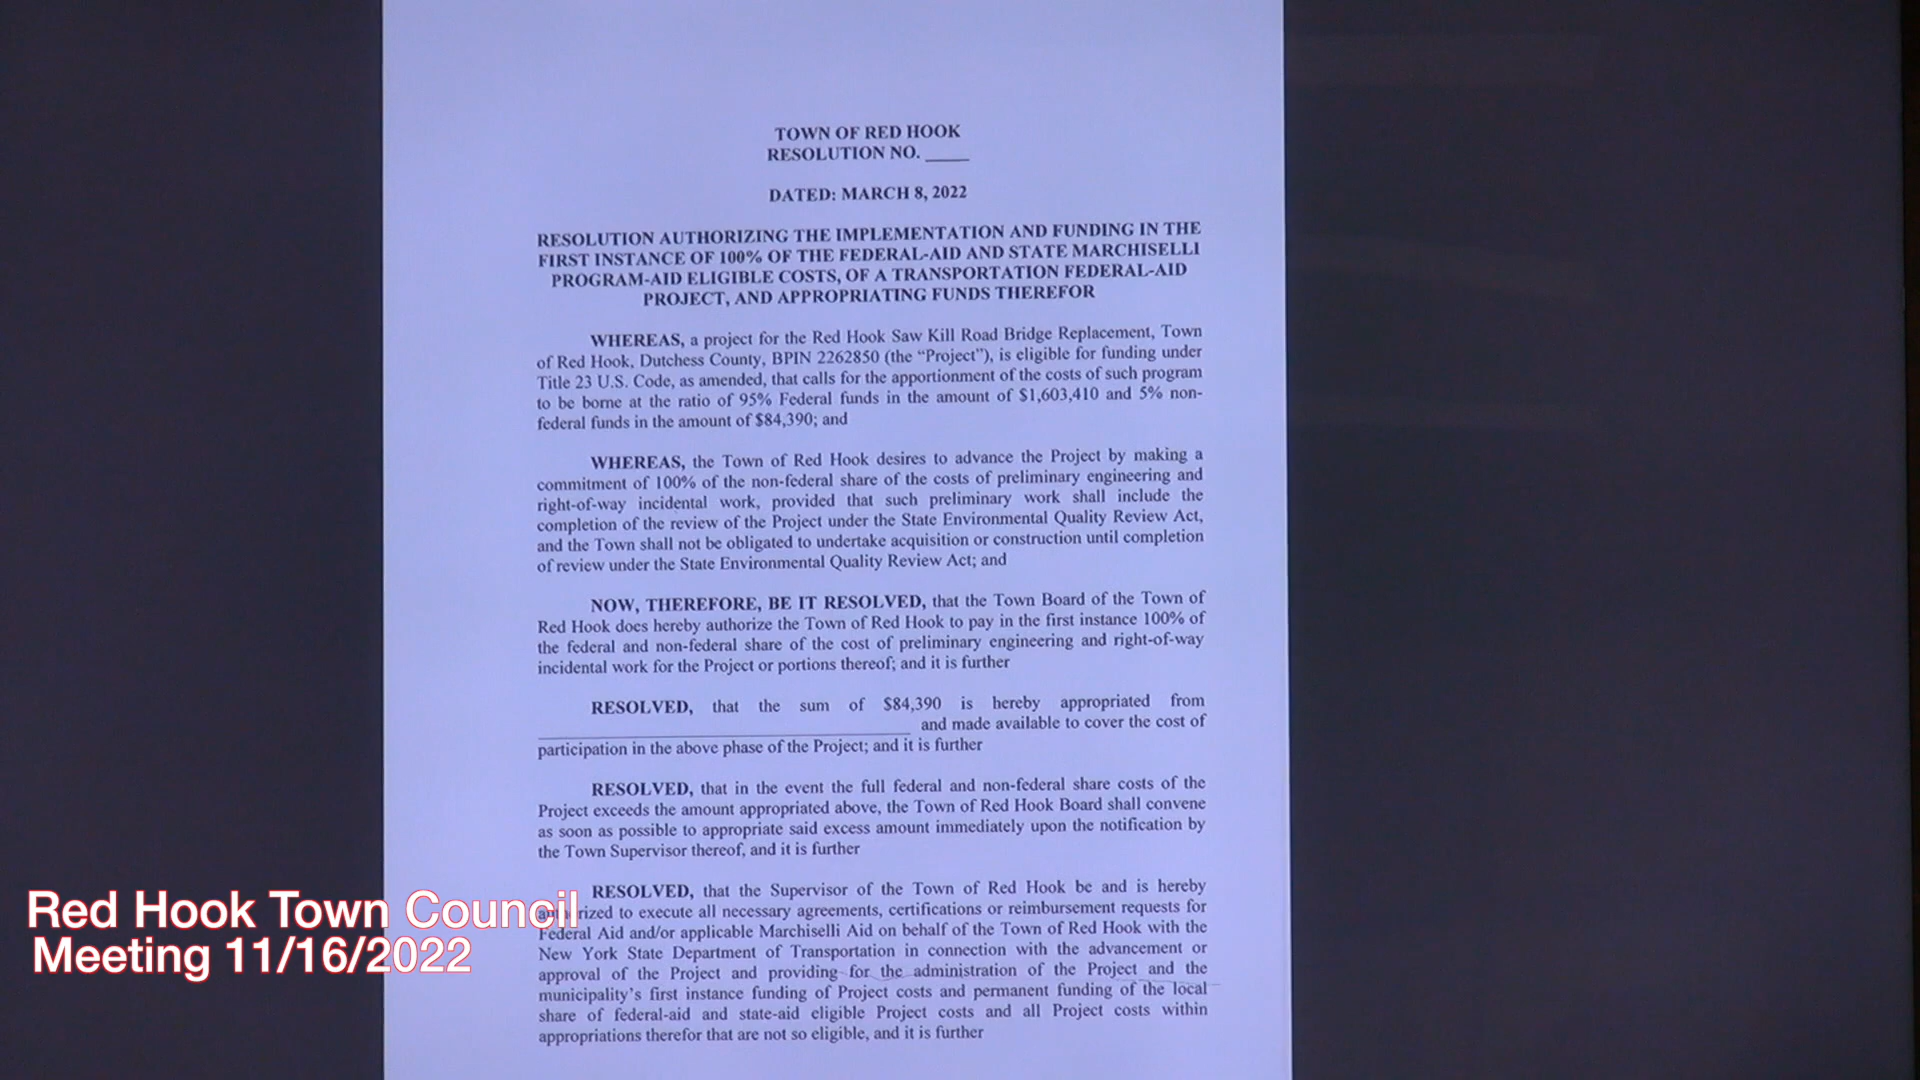 TOWN OF RED HOOK
RESOLUTION NO. _____
DATED: MARCH 8, 2022
RESOLUTION AUTHORIZING THE IMPLEMENTATION AND FUNDING IN THE
FIRST INSTANCE OF 100% OF THE FEDERAL-AID AND STATE MARCHISELLI
PROGRAM-AID ELIGIBLE COSTS, OF A TRANSPORTATION FEDERAL-AID
PROJECT, AND APPROPRIATING FUNDS THEREFOR
WHEREAS, a project for the Red Hook Saw Kill Road Bridge Replacement, Town
of Red Hook, Dutchess County, BPIN 2262850 (the “Project”), is eligible for funding under
Title 23 U.S. Code, as amended, that calls for the apportionment of the costs of such program
to be borne at the ratio of 95% Federal funds in the amount of $1,603,410 and 5% non-
federal funds in the amount of $84,390; and
WHEREAS, the Town of Red Hook desires to advance the Project by making a
commitment of 100% of the non-federal share of the costs of preliminary engineering and
right-of-way incidental work, provided that such preliminary work shall include the
completion of the review of the Project under the State Environmental Quality Review Act,
and the Town shall not be obligated to undertake acquisition or construction until completion
of review under the State Environmental Quality Review Act; and
NOW, THEREFORE, BE IT RESOLVED, that the Town Board of the Town of
Red Hook does hereby authorize the Town of Red Hook to pay in the first instance 100% of
the federal and non-federal share of the cost of preliminary engineering and right-of-way
incidental work for the Project or portions thereof; and it is further
RESOLVED, that the sum of $84,390 is hereby appropriated from
_____ and made available to cover the cost of
participation in the above phase of the Project; and it is further
RESOLVED, that in the event the full federal and non-federal share costs of the
Project exceeds the amount appropriated above, the Town of Red Hook Board shall convene
as soon as possible to appropriate said excess amount immediately upon the notification by
the Town Supervisor thereof, and it is further
RESOLVED, that the Supervisor of the Town of Red Hook be and is hereby
authorized to execute all necessary agreements, certifications or reimbursement requests for
Federal Aid and/or applicable Marchiselli Aid on behalf of the Town of Red Hook with the
New York State Department of Transportation in connection with the advancement or
approval of the Project and providing for the administration of the Project and the
municipality’s first instance funding of Project costs and permanent funding of the local
share of federal-aid and state-aid eligible Project costs and all Project costs within
appropriations therefor that are not so eligible, and it is further
Red Hook Town Council
Meeting 11/16/2022